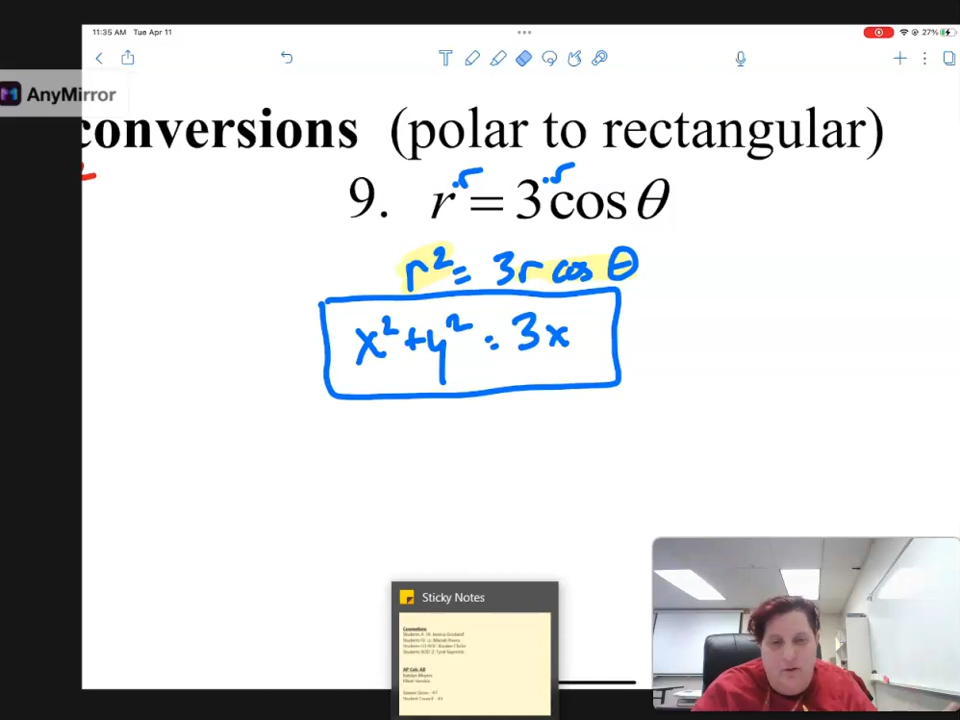 11:35 AM Tue Apr 11
27%
AnyMirror
conversions (polar to rectangular)
9. r = 3 cos θ
·r ·r
r² = 3r cos θ
x² + y² = 3x
Sticky Notes